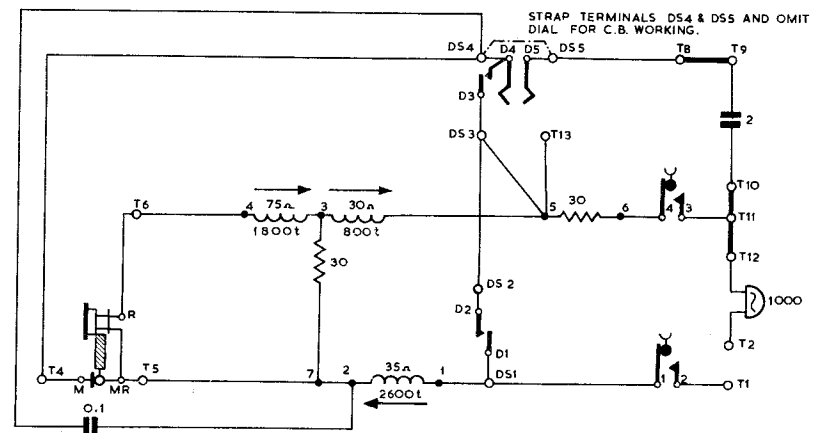 STRAP TERMINALS DS4 & DS5 AND OMIT
DIAL FOR C.B. WORKING.
DS4
D4
D5
DS5
T8
T9
D3
2
DS3
T13
T10
T6
4
75Ω
3
30Ω
5
30
6
4
3
T11
1800t
800t
30
T12
DS2
D2
1000
R
D1
T2
T4
M
MR
T5
7
2
35Ω
1
DS1
1
2
T1
2600t
0.1